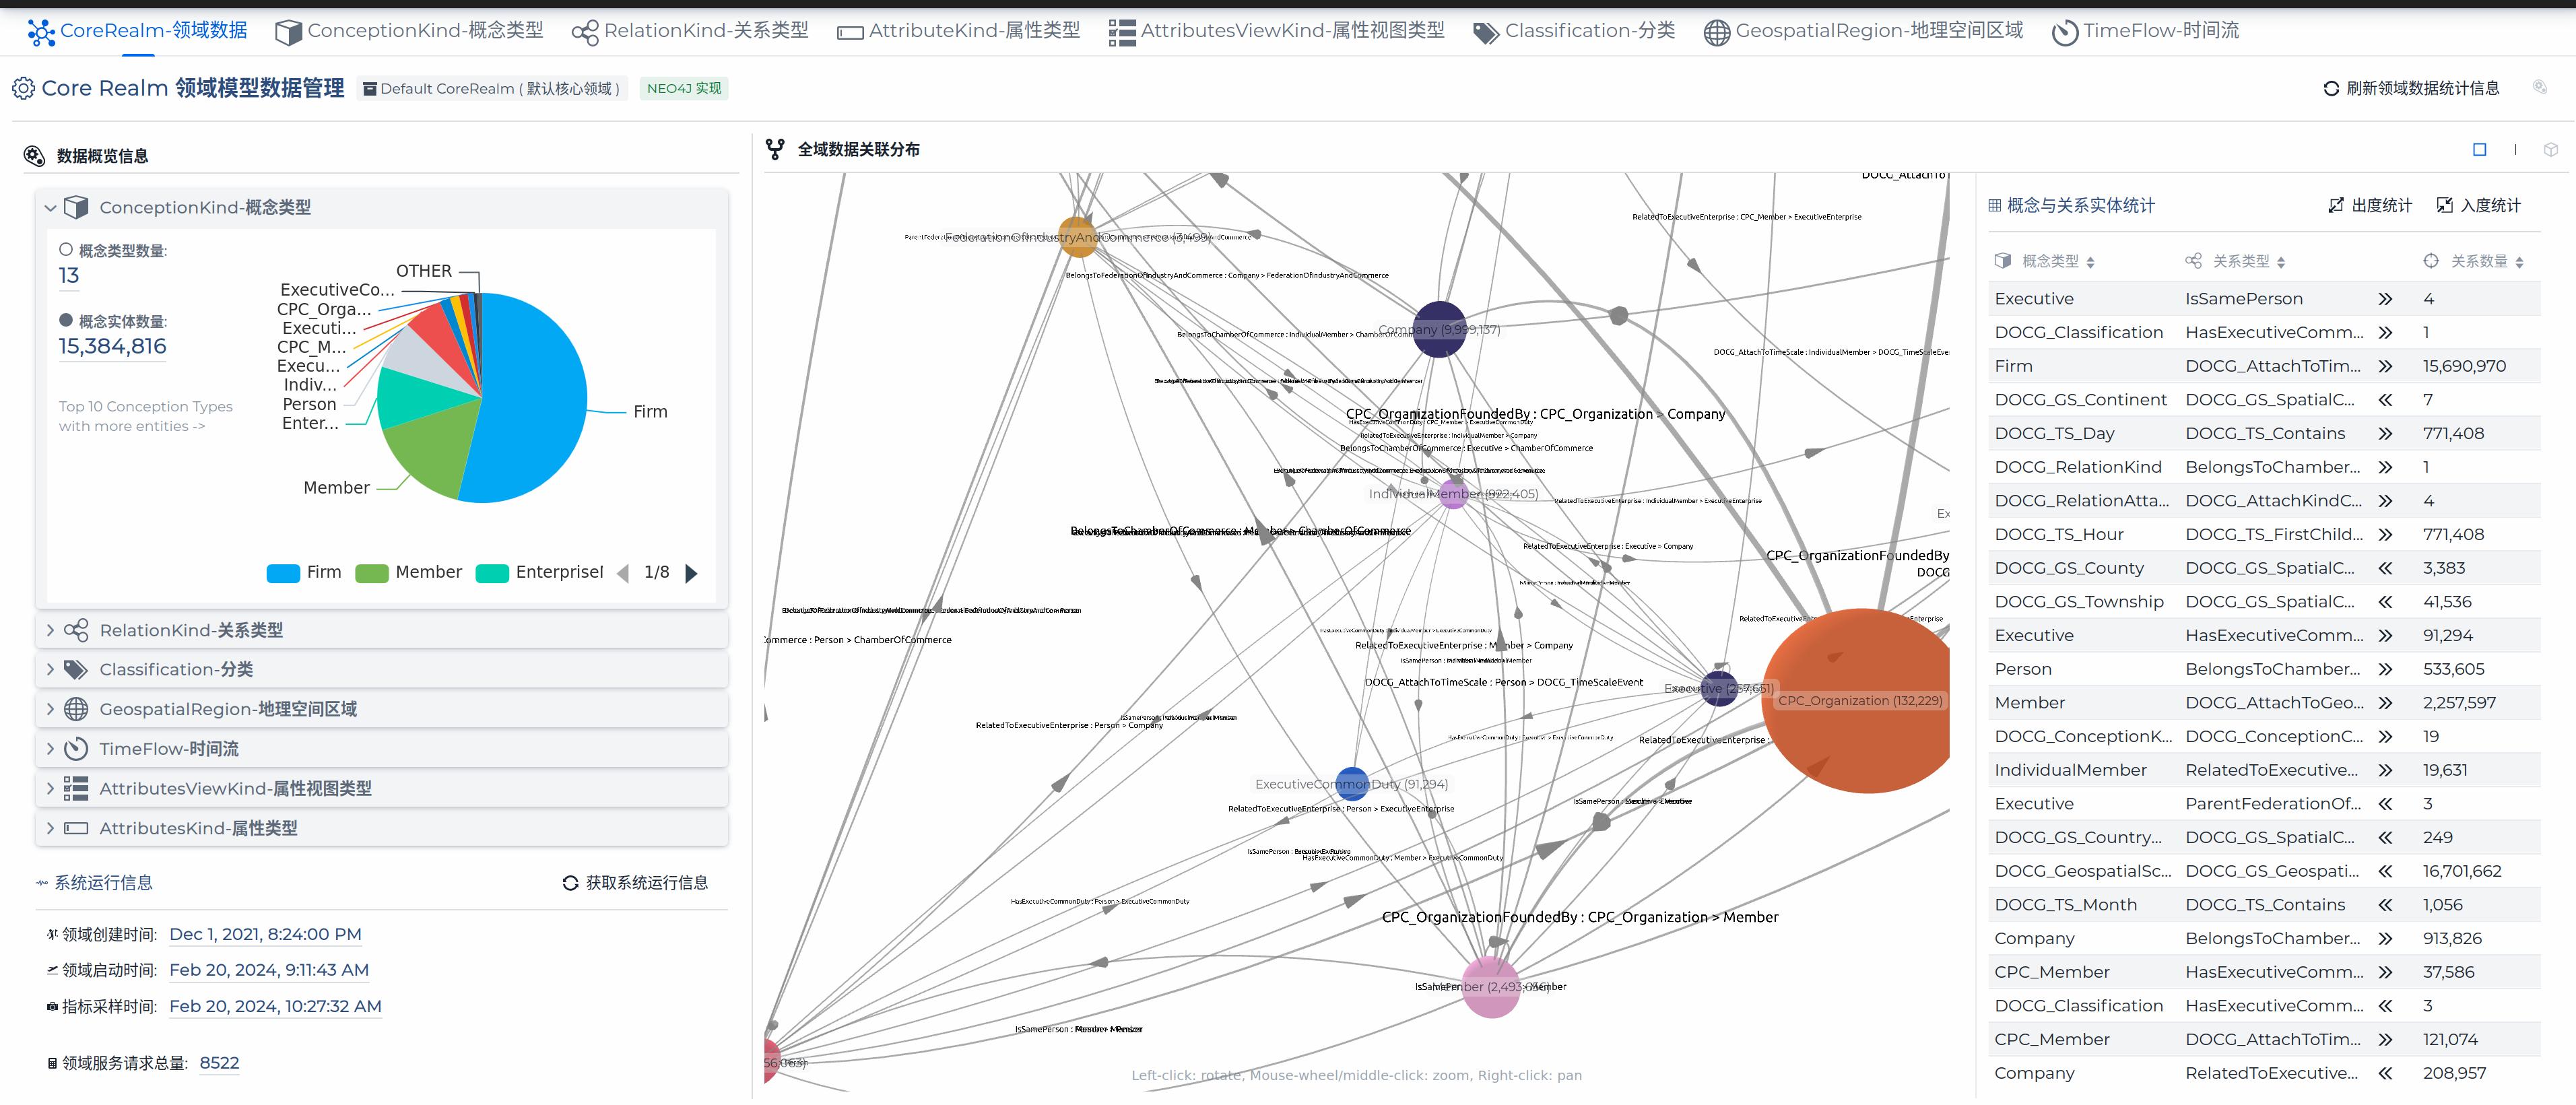 CoreRealm-领域数据
ConceptionKind-概念类型
RelationKind-关系类型
AttributeKind-属性类型
AttributesViewKind-属性视图类型
Classification-分类
GeospatialRegion-地理空间区域
TimeFlow-时间流
Core Realm 领域模型数据管理
Default CoreRealm ( 默认核心领域 )
NEO4J 实现
刷新领域数据统计信息
数据概览信息
ConceptionKind-概念类型
概念类型数量:
13
概念实体数量:
15,384,816
Top 10 Conception Types
with more entities ->
OTHER
ExecutiveCo...
CPC_Orga...
Executi...
CPC_M...
Execu...
Indiv...
Person
Enter...
Member
Firm
Firm
Member
Enterprisel
1/8
RelationKind-关系类型
Classification-分类
GeospatialRegion-地理空间区域
TimeFlow-时间流
AttributesViewKind-属性视图类型
AttributesKind-属性类型
系统运行信息
获取系统运行信息
领域创建时间: Dec 1, 2021, 8:24:00 PM
领域启动时间: Feb 20, 2024, 9:11:43 AM
指标采样时间: Feb 20, 2024, 10:27:32 AM
领域服务请求总量: 8522
全域数据关联分布
DOCG_AttachTo
RelatedToExecutiveEnterprise : CPC_Member > ExecutiveEnterprise
FederationOfIndustryAndCommerce (3,499)
BelongsToFederationOfIndustryAndCommerce : Company > FederationOfIndustryAndCommerce
Company (9,999,137)
BelongsToChamberOfCommerce : IndividualMember > ChamberOfCom
DOCG_AttachToTimeScale : IndividualMember > DOCG_TimeScaleEve
CPC_OrganizationFoundedBy : CPC_Organization > Company
HasExecutiveCommonDuty : CPC_Member > ExecutiveCommonDuty
RelatedToExecutiveEnterprise : IndividualMember > Company
BelongsToChamberOfCommerce : Executive > ChamberOfCommerce
IndividualMember (922,405)
RelatedToExecutiveEnterprise : IndividualMember > ExecutiveEnterprise
Ex
BelongsToChamberOfCommerce : Member > ChamberOfCommerce
RelatedToExecutiveEnterprise : Executive > Company
CPC_OrganizationFoundedBy
DOCG
RelatedToExecutiveE
Enterprise
HasExecutiveCommonDuty : IndividualMember > ExecutiveCommonDuty
Commerce : Person > ChamberOfCommerce
RelatedToExecutiveEnterprise : Member > Company
DOCG_AttachToTimeScale : Person > DOCG_TimeScaleEvent
Executive (237,651)
CPC_Organization (132,229)
RelatedToExecutiveEnterprise : Person > Company
HasExecutiveCommonDuty : Executive > ExecutiveCommonDuty
RelatedToExecutiveEnterprise :
ExecutiveCommonDuty (91,294)
RelatedToExecutiveEnterprise : Person > ExecutiveEnterprise
HasExecutiveCommonDuty : Member > ExecutiveCommonDuty
HasExecutiveCommonDuty : Person > ExecutiveCommonDuty
CPC_OrganizationFoundedBy : CPC_Organization > Member
Left-click: rotate, Mouse-wheel/middle-click: zoom, Right-click: pan
概念与关系实体统计
出度统计
入度统计
概念类型 关系类型 关系数量
Executive IsSamePerson 4
DOCG_Classification HasExecutiveComm... 1
Firm DOCG_AttachToTim... 15,690,970
DOCG_GS_Continent DOCG_GS_SpatialC... 7
DOCG_TS_Day DOCG_TS_Contains 771,408
DOCG_RelationKind BelongsToChamber... 1
DOCG_RelationAtta... DOCG_AttachKindC... 4
DOCG_TS_Hour DOCG_TS_FirstChild... 771,408
DOCG_GS_County DOCG_GS_SpatialC... 3,383
DOCG_GS_Township DOCG_GS_SpatialC... 41,536
Executive HasExecutiveComm... 91,294
Person BelongsToChamber... 533,605
Member DOCG_AttachToGeo... 2,257,597
DOCG_ConceptionK... DOCG_ConceptionC... 19
IndividualMember RelatedToExecutive... 19,631
Executive ParentFederationOf... 3
DOCG_GS_Country... DOCG_GS_SpatialC... 249
DOCG_GeospatialSc... DOCG_GS_Geospati... 16,701,662
DOCG_TS_Month DOCG_TS_Contains 1,056
Company BelongsToChamber... 913,826
CPC_Member HasExecutiveComm... 37,586
DOCG_Classification HasExecutiveComm... 3
CPC_Member DOCG_AttachToTim... 121,074
Company RelatedToExecutive... 208,957